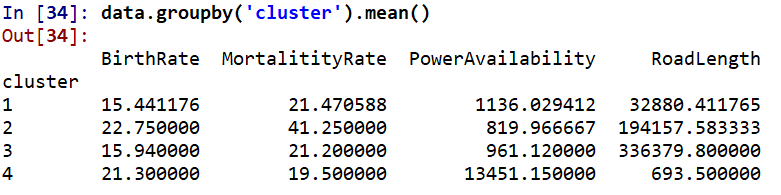 In [34]: data.groupby('cluster').mean()
Out[34]:
BirthRate MortalitityRate PowerAvailability RoadLength
cluster
1 15.441176 21.470588 1136.029412 32880.411765
2 22.750000 41.250000 819.966667 194157.583333
3 15.940000 21.200000 961.120000 336379.800000
4 21.300000 19.500000 13451.150000 693.500000